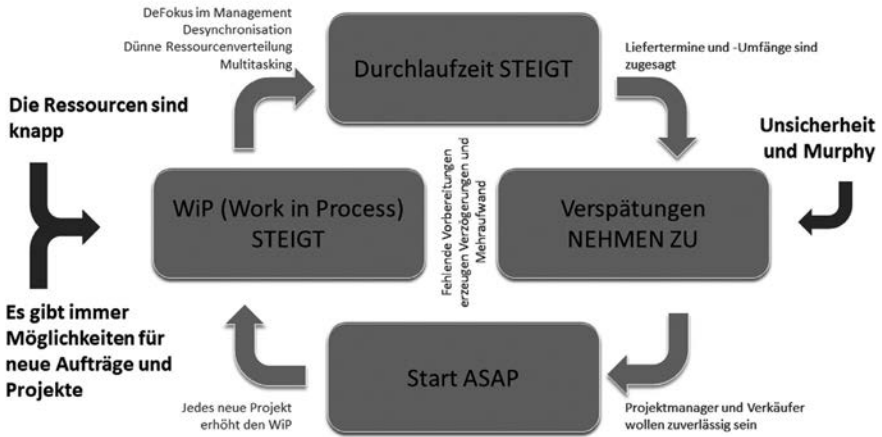 DeFokus im Management
Desynchronisation
Dünne Ressourcenverteilung
Multitasking
Durchlaufzeit STEIGT
Liefertermine und -Umfänge sind
zugesagt
Die Ressourcen sind
knapp
Unsicherheit
und Murphy
WiP (Work in Process)
STEIGT
Fehlende Vorbereitungen
erzeugen Verzögerungen und
Mehraufwand
Verspätungen
NEHMEN ZU
Es gibt immer
Möglichkeiten für
neue Aufträge und
Projekte
Start ASAP
Jedes neue Projekt
erhöht den WiP
Projektmanager und Verkäufer
wollen zuverlässig sein